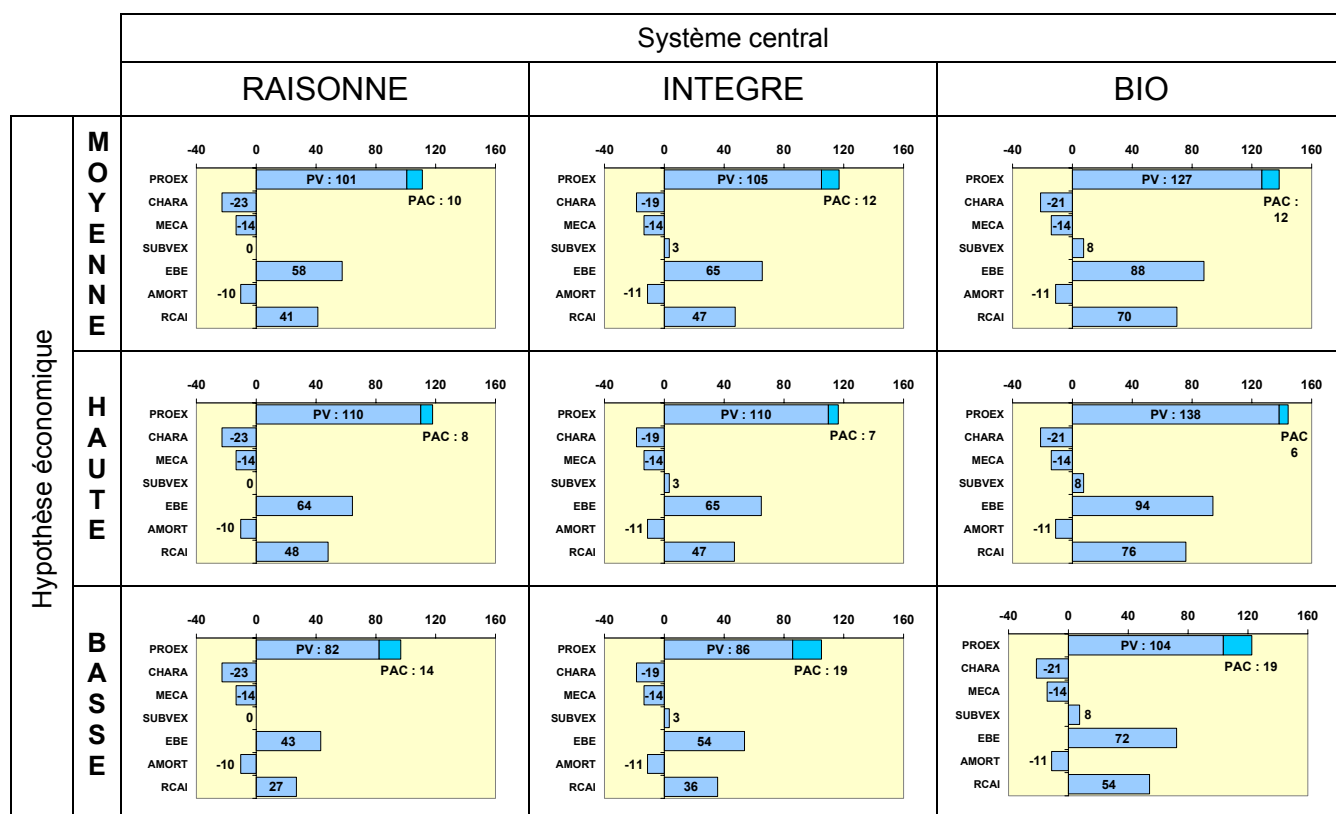 Système central
RAISONNE INTEGRE BIO
Hypothèse économique
MOYENNE
-40 0 40 80 120 160
PROEX PV : 101
CHARA -23 PAC : 10
MECA -14
SUBVEX 0
EBE 58
AMORT -10
RCAI 41
-40 0 40 80 120 160
PROEX PV : 105
CHARA -19 PAC : 12
MECA -14
SUBVEX 3
EBE 65
AMORT -11
RCAI 47
-40 0 40 80 120 160
PROEX PV : 127
CHARA -21 PAC :
12
MECA -14
SUBVEX 8
EBE 88
AMORT -11
RCAI 70
HAUTE
-40 0 40 80 120 160
PROEX PV : 110
CHARA -23 PAC : 8
MECA -14
SUBVEX 0
EBE 64
AMORT -10
RCAI 48
-40 0 40 80 120 160
PROEX PV : 110
CHARA -19 PAC : 7
MECA -14
SUBVEX 3
EBE 65
AMORT -11
RCAI 47
-40 0 40 80 120 160
PROEX PV : 138
CHARA -21 PAC
6
MECA -14
SUBVEX 8
EBE 94
AMORT -11
RCAI 76
BASSE
-40 0 40 80 120 160
PROEX PV : 82
CHARA -23 PAC : 14
MECA -14
SUBVEX 0
EBE 43
AMORT -10
RCAI 27
-40 0 40 80 120 160
PROEX PV : 86
CHARA -19 PAC : 19
MECA -14
SUBVEX 3
EBE 54
AMORT -11
RCAI 36
-40 0 40 80 120 160
PROEX PV : 104
CHARA -21 PAC : 19
MECA -14
SUBVEX 8
EBE 72
AMORT -11
RCAI 54